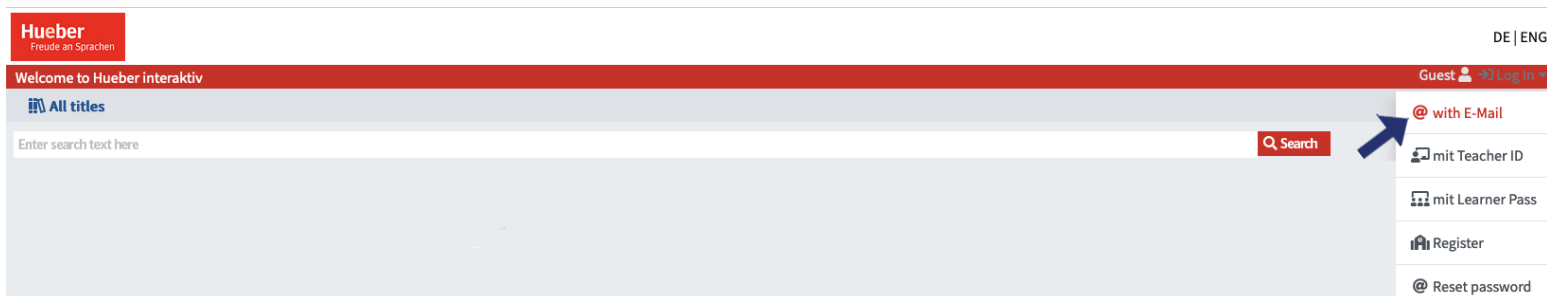 Hueber
Freude an Sprachen
DE | ENG
Welcome to Hueber interaktiv
Guest Log In
All titles
@ with E-Mail
Enter search text here
Search
mit Teacher ID
mit Learner Pass
Register
@ Reset password